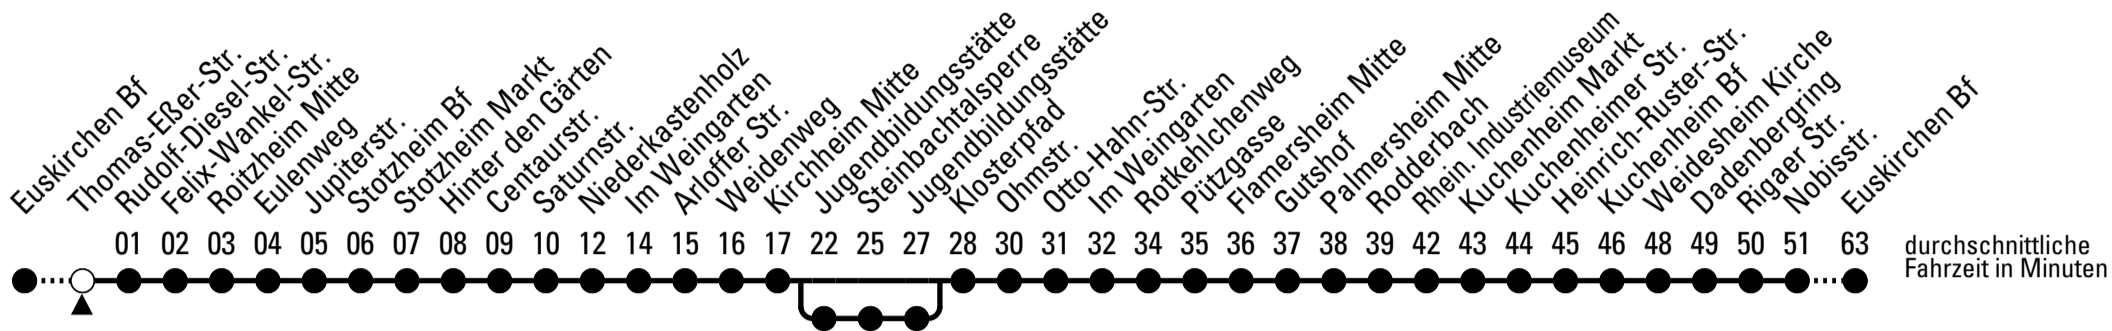 Euskirchen Bf
Thomas-Eßer-Str.
Rudolf-Diesel-Str.
Felix-Wankel-Str.
Roitzheim Mitte
Eulenweg
Jupiterstr.
Stotzheim Bf
Stotzheim Markt
Hinter den Gärten
Centaurstr.
Saturnstr.
Niederkastenholz
Im Weingarten
Arloffer Str.
Weidenweg
Kirchheim Mitte
Jugendbildungsstätte
Steinbachtalsperre
Jugendbildungsstätte
Klosterpfad
Ohmstr.
Otto-Hahn-Str.
Im Weingarten
Rotkehlchenweg
Pützgasse
Flamersheim Mitte
Gutshof
Palmersheim Mitte
Rodderbach
Rhein. Industriemuseum
Kuchenheim Markt
Kuchenheimer Str.
Heinrich-Ruster-Str.
Kuchenheim Bf
Weidesheim Kirche
Dadenbergring
Rigaer Str.
Nobisstr.
Euskirchen Bf
01 02 03 04 05 06 07 08 09 10 12 14 15 16 17 22 25 27 28 30 31 32 34 35 36 37 38 39 42 43 44 45 46 48 49 50 51 63
durchschnittliche
Fahrzeit in Minuten